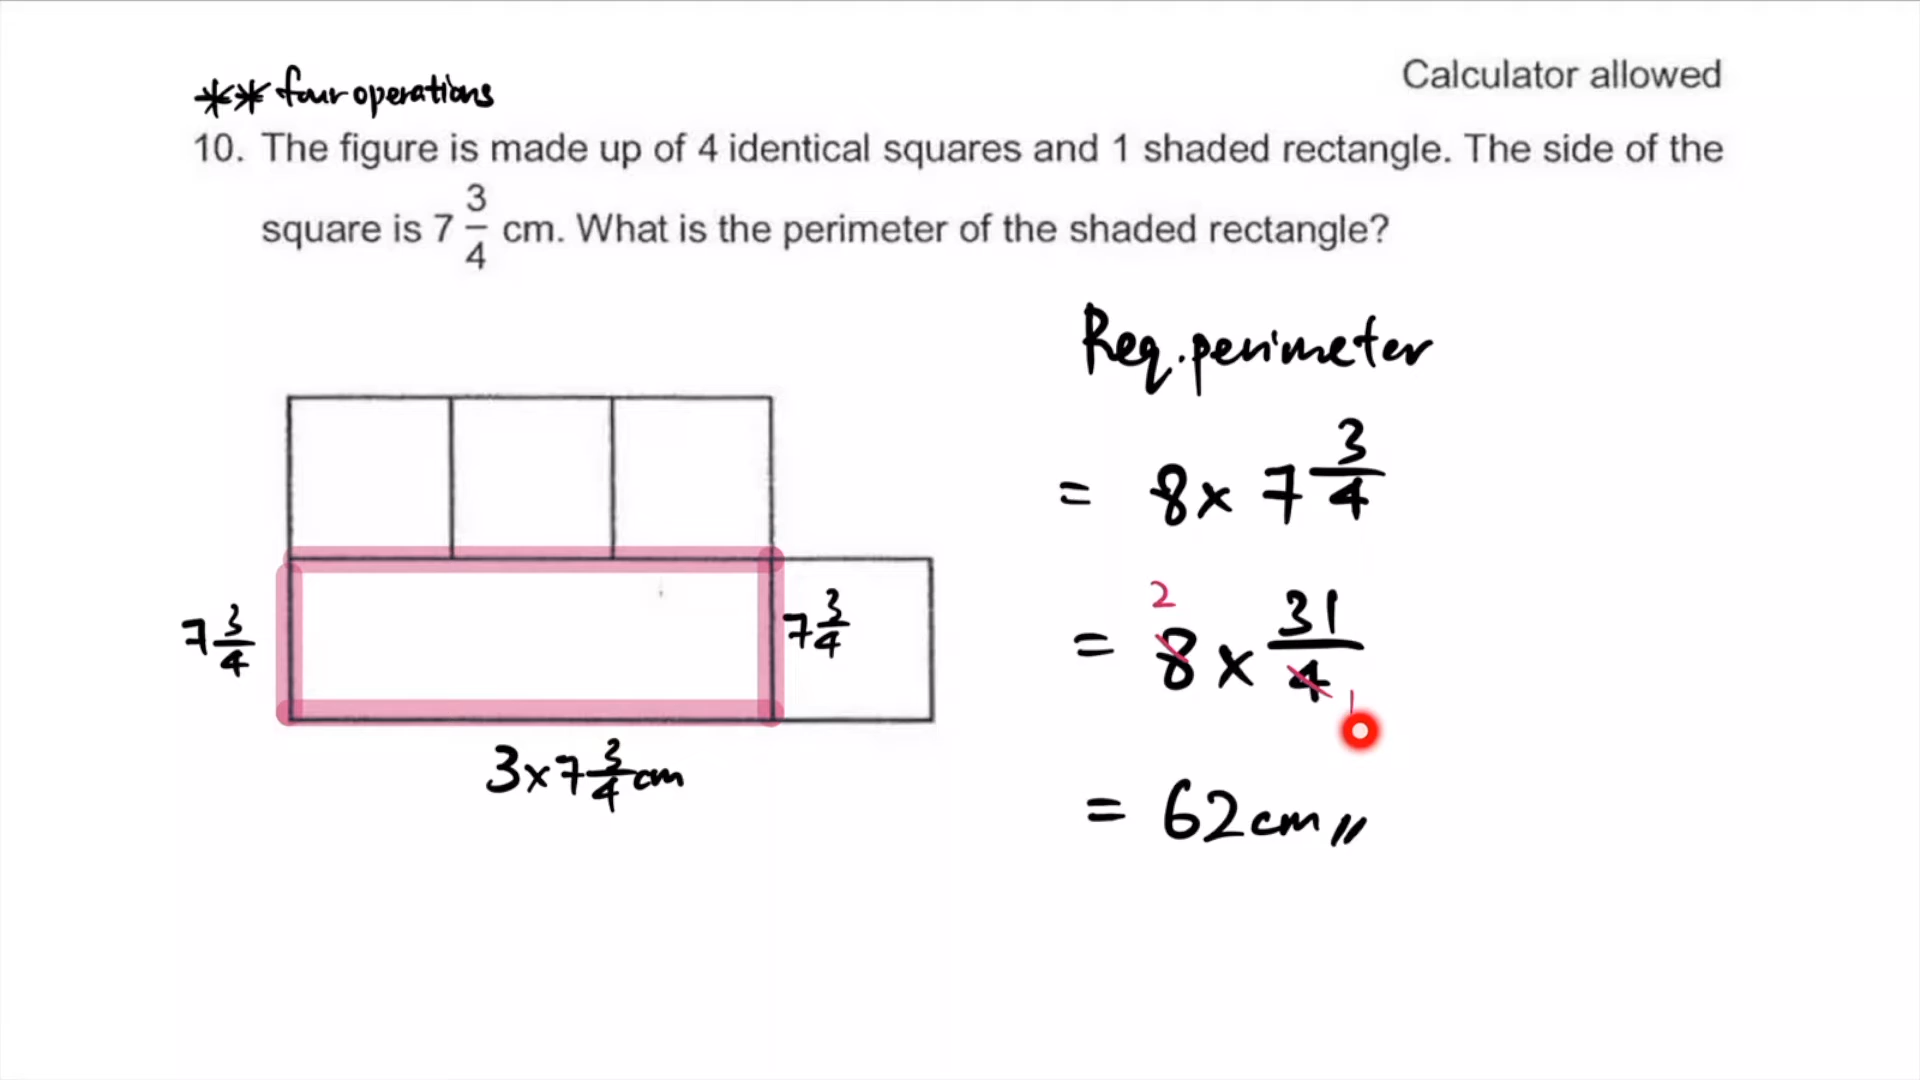 Calculator allowed
** four operations
10. The figure is made up of 4 identical squares and 1 shaded rectangle. The side of the
square is 7 3/4 cm. What is the perimeter of the shaded rectangle?
Req. perimeter
= 8 x 7 3/4
2
= 8 x 31/4
1
= 62 cm //
7 3/4
7 3/4
3 x 7 3/4 cm